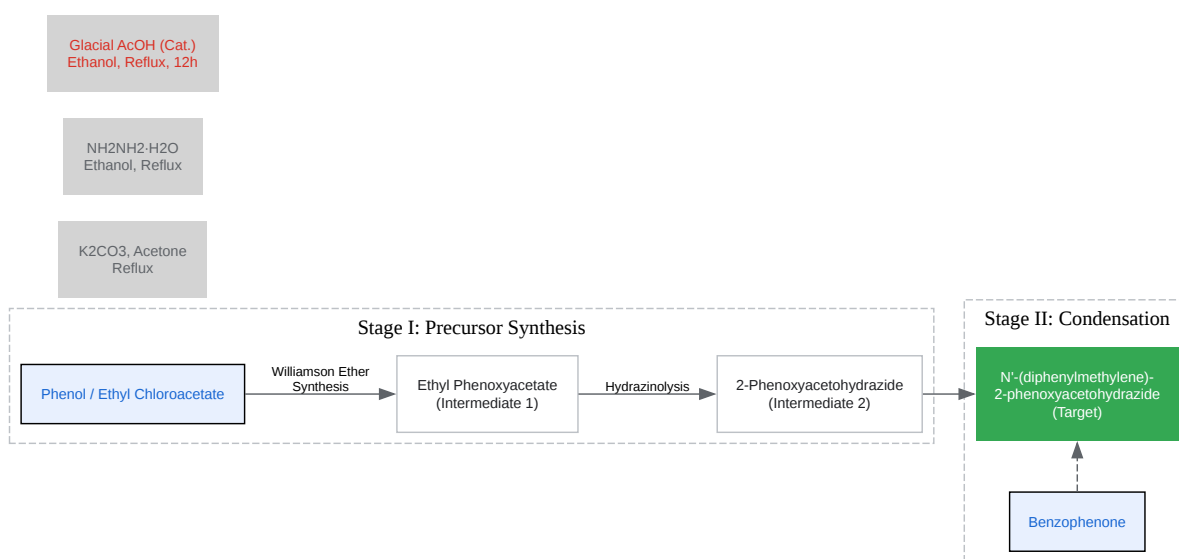 Glacial AcOH (Cat.)
Ethanol, Reflux, 12h
NH2NH2·H2O
Ethanol, Reflux
K2CO3, Acetone
Reflux
Stage I: Precursor Synthesis
Stage II: Condensation
Phenol / Ethyl Chloroacetate
Williamson Ether
Synthesis
Ethyl Phenoxyacetate
(Intermediate 1)
Hydrazinolysis
2-Phenoxyacetohydrazide
(Intermediate 2)
N'-(diphenylmethylene)-
2-phenoxyacetohydrazide
(Target)
Benzophenone